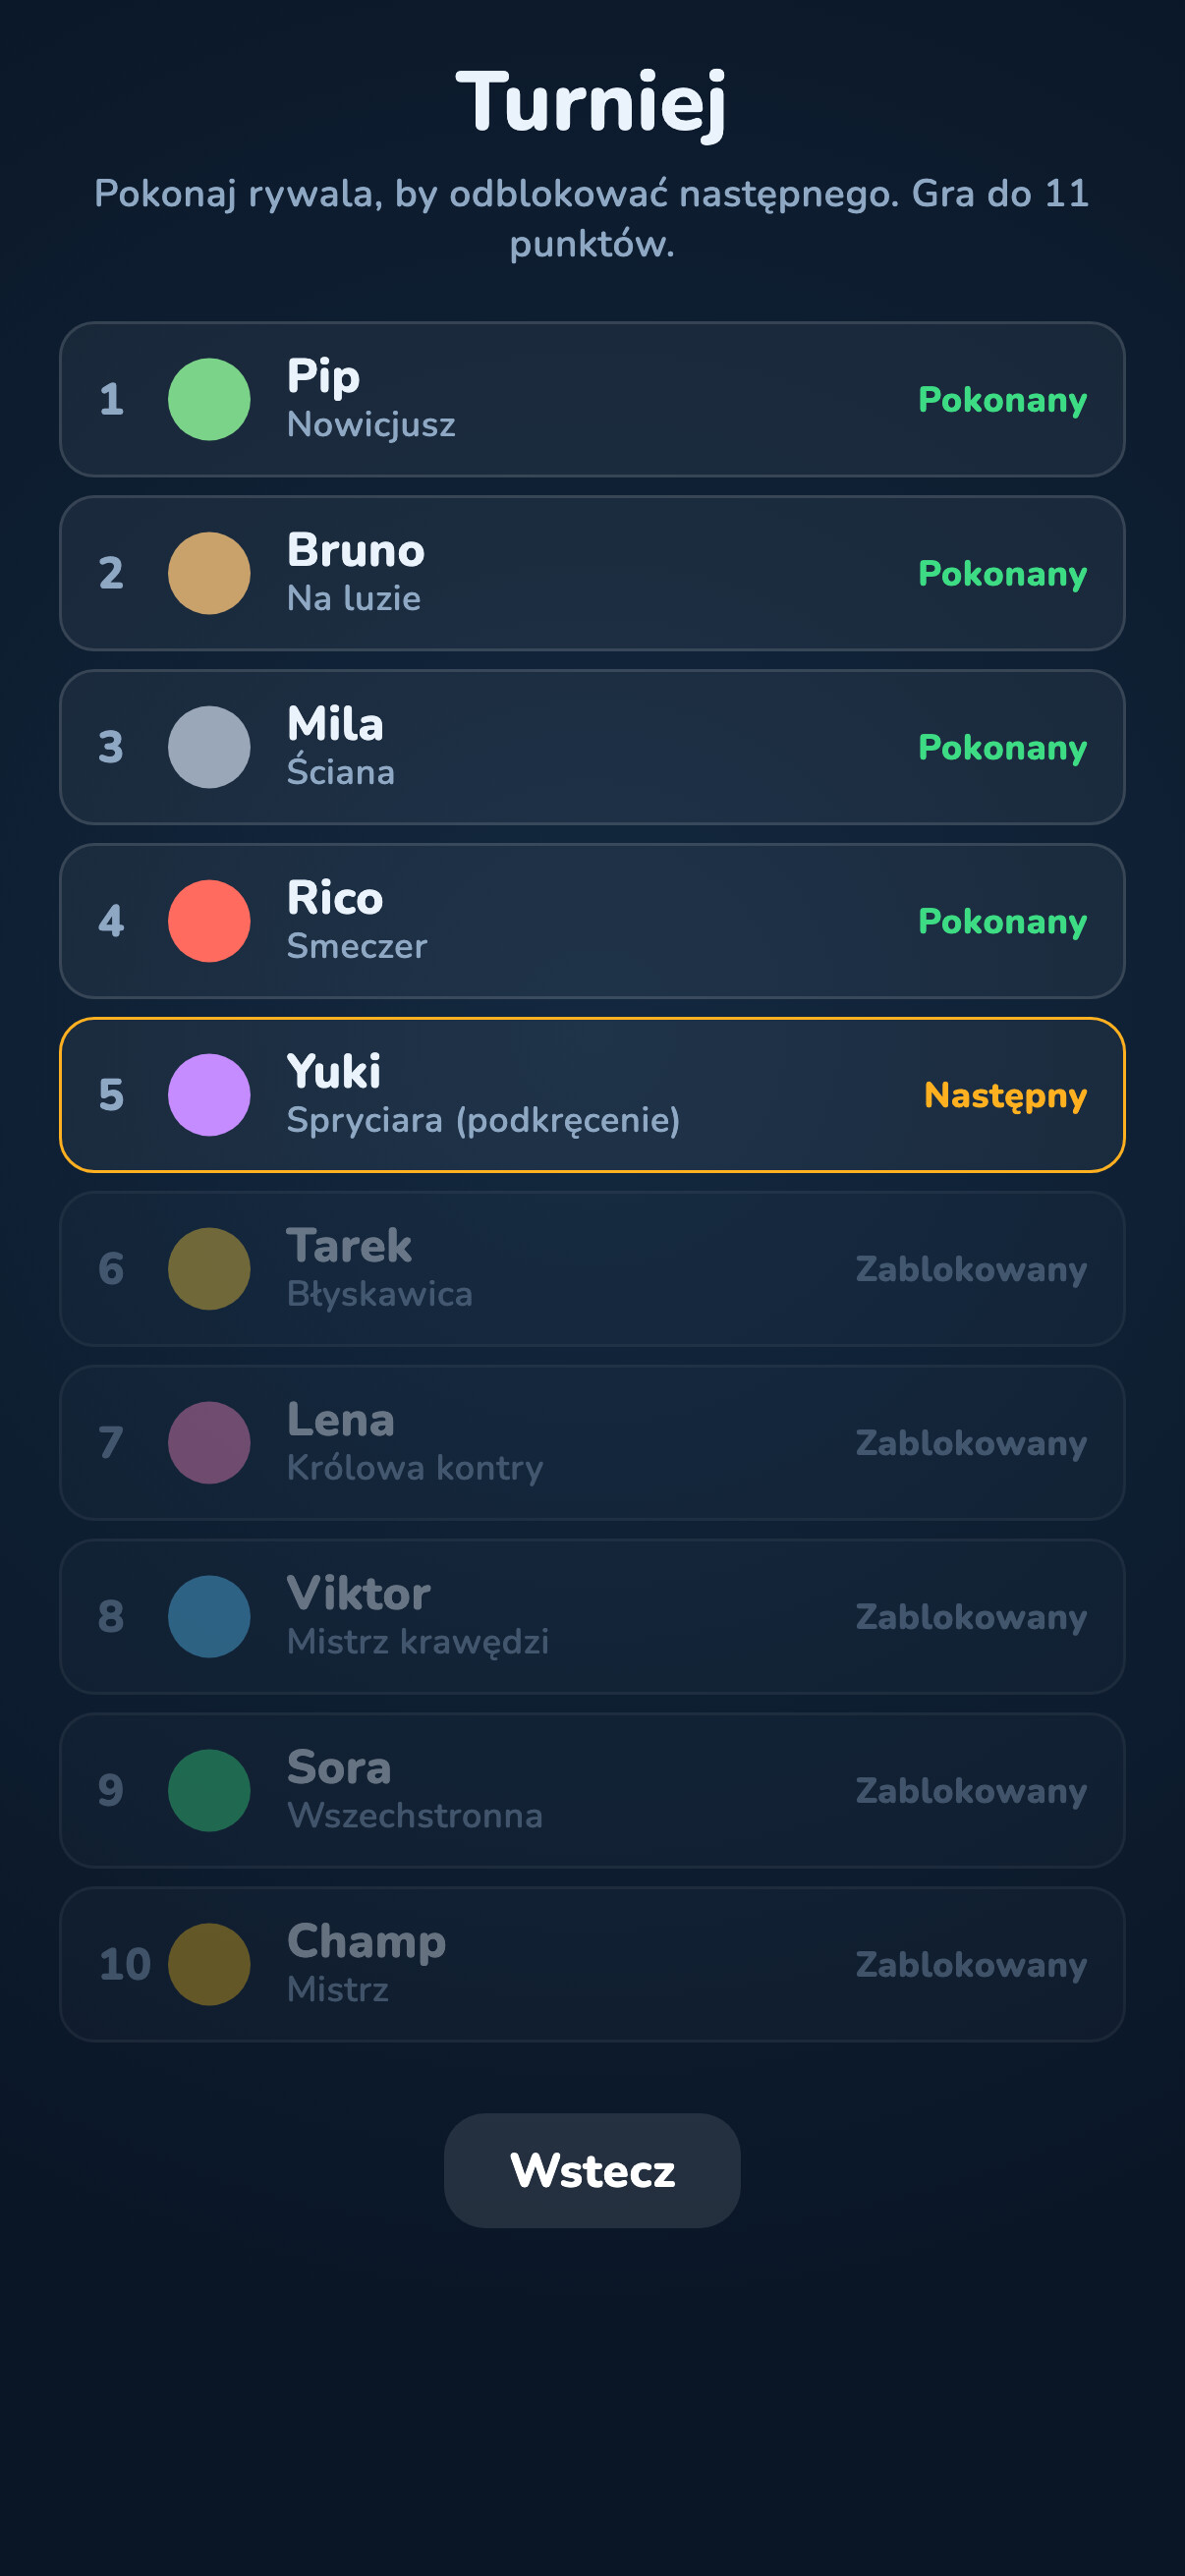 Turniej
Pokonaj rywala, by odblokować następnego. Gra do 11
punktów.
1
Pip
Nowicjusz
Pokonany
2
Bruno
Na luzie
Pokonany
3
Mila
Ściana
Pokonany
4
Rico
Smeczer
Pokonany
5
Yuki
Spryciara (podkręcenie)
Następny
6
Tarek
Błyskawica
Zablokowany
7
Lena
Królowa kontry
Zablokowany
8
Viktor
Mistrz krawędzi
Zablokowany
9
Sora
Wszechstronna
Zablokowany
10
Champ
Mistrz
Zablokowany
Wstecz